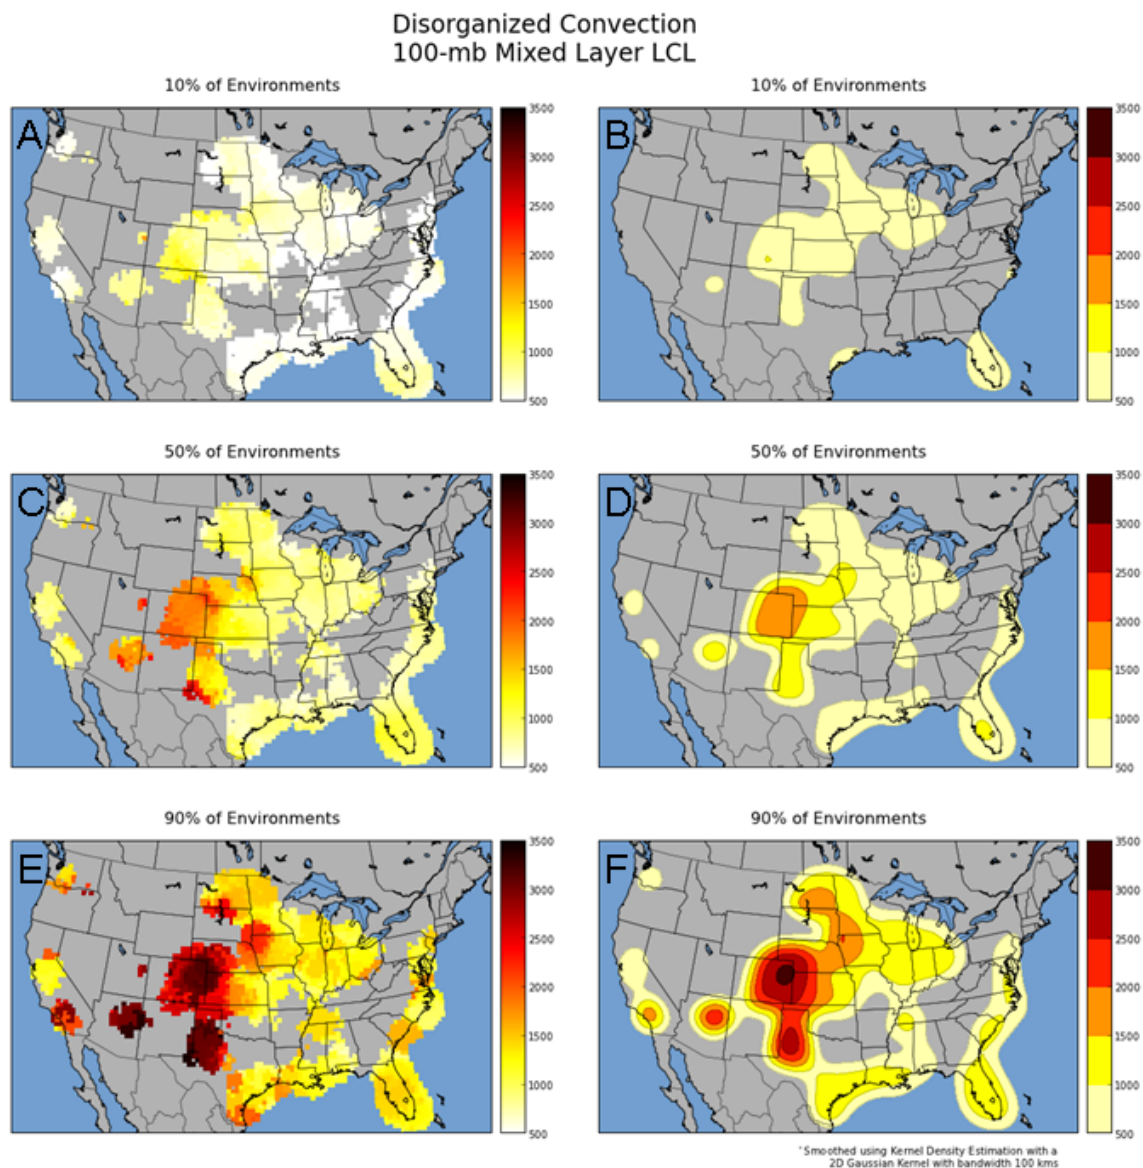 Disorganized Convection
100-mb Mixed Layer LCL
10% of Environments
10% of Environments
A
3500
3000
2500
2000
1500
1000
500
B
3500
3000
2500
2000
1500
1000
500
50% of Environments
50% of Environments
C
3500
3000
2500
2000
1500
1000
500
D
3500
3000
2500
2000
1500
1000
500
90% of Environments
90% of Environments
E
3500
3000
2500
2000
1500
1000
500
F
3500
3000
2500
2000
1500
1000
500
*Smoothed using Kernel Density Estimation with a
2D Gaussian Kernel with bandwidth 100 kms